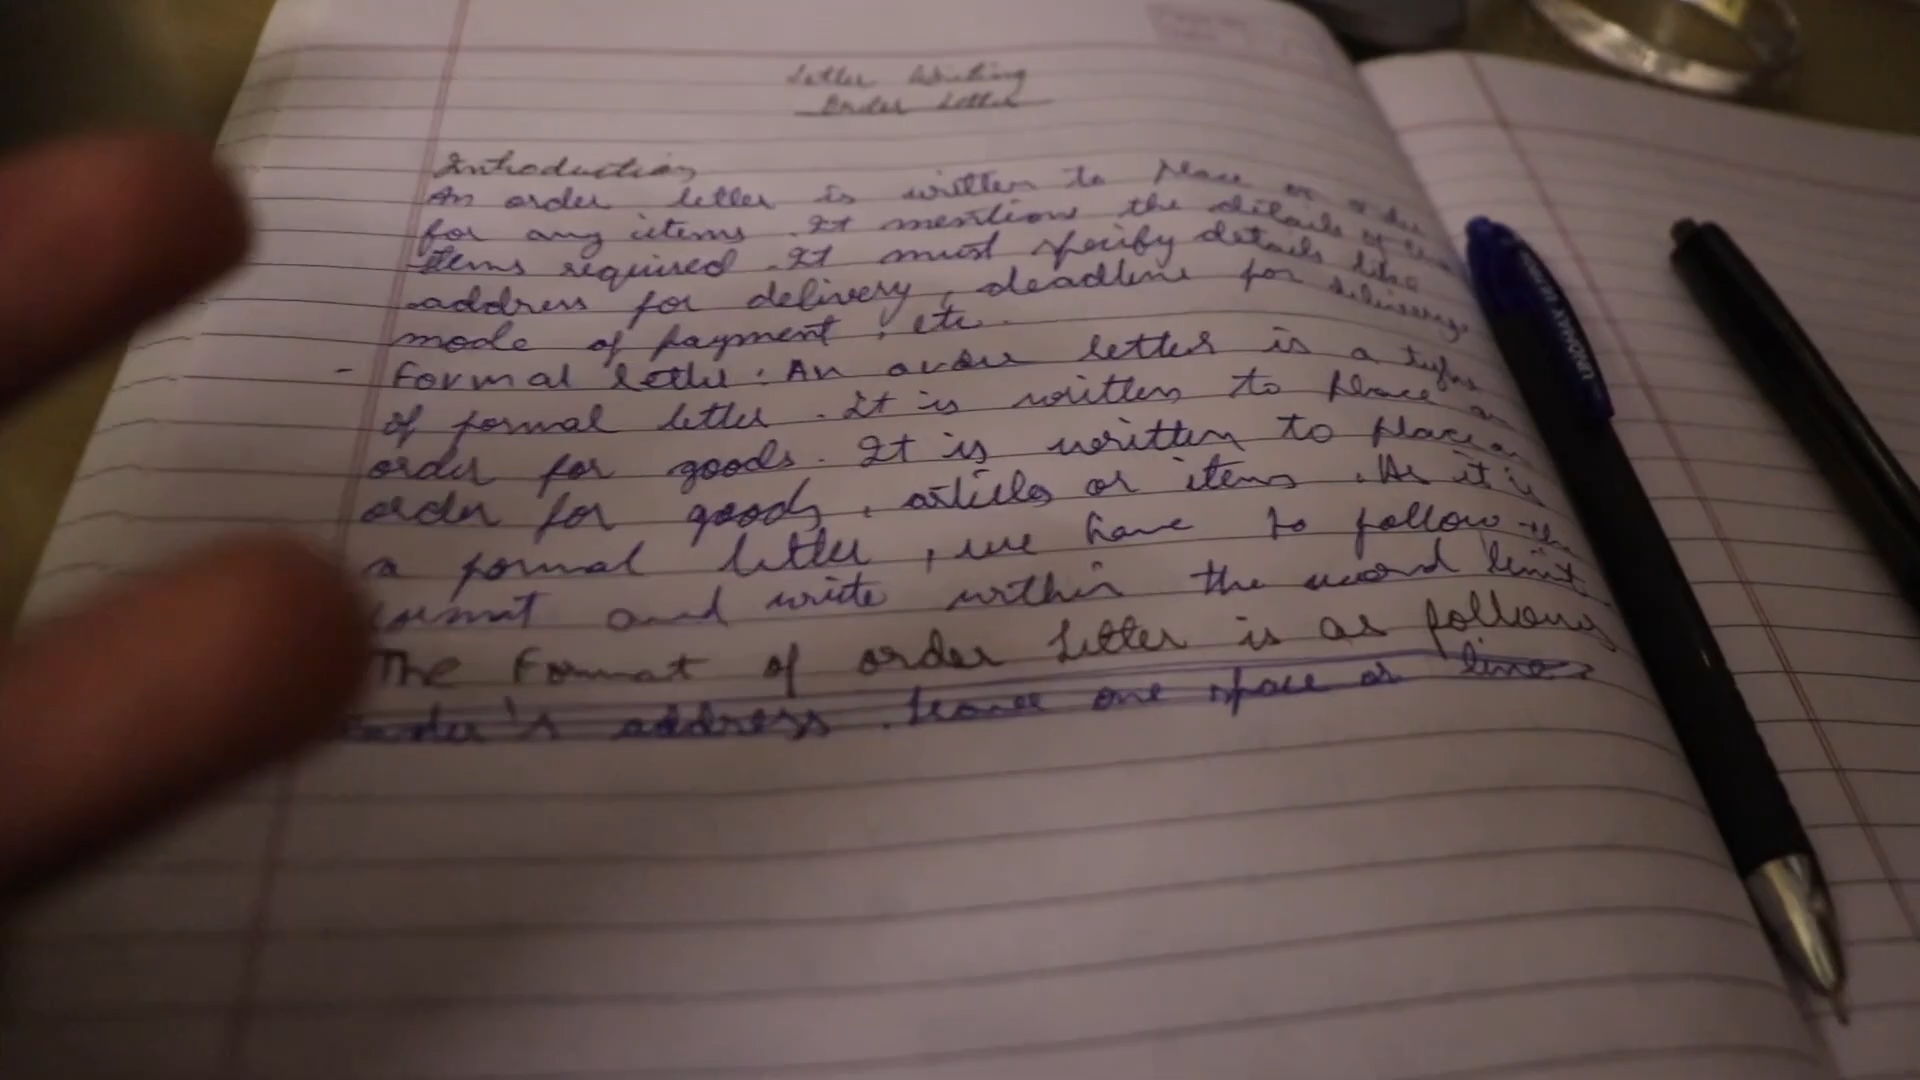 Letter Writing
Order Letter
Introduction
An order letter is written to place an order
for any items. It mentions the details of the
items required. It must specify details like
address for delivery, deadline for delivery
mode of payment, etc.
- Formal letter: An order letter is a type
of formal letter. It is written to place an
order for goods. It is written to place an
order for goods, articles or items. As it is
a formal letter, we have to follow the
format and write within the word limit
The Format of order Letter is as follows
address. Leave one space or line